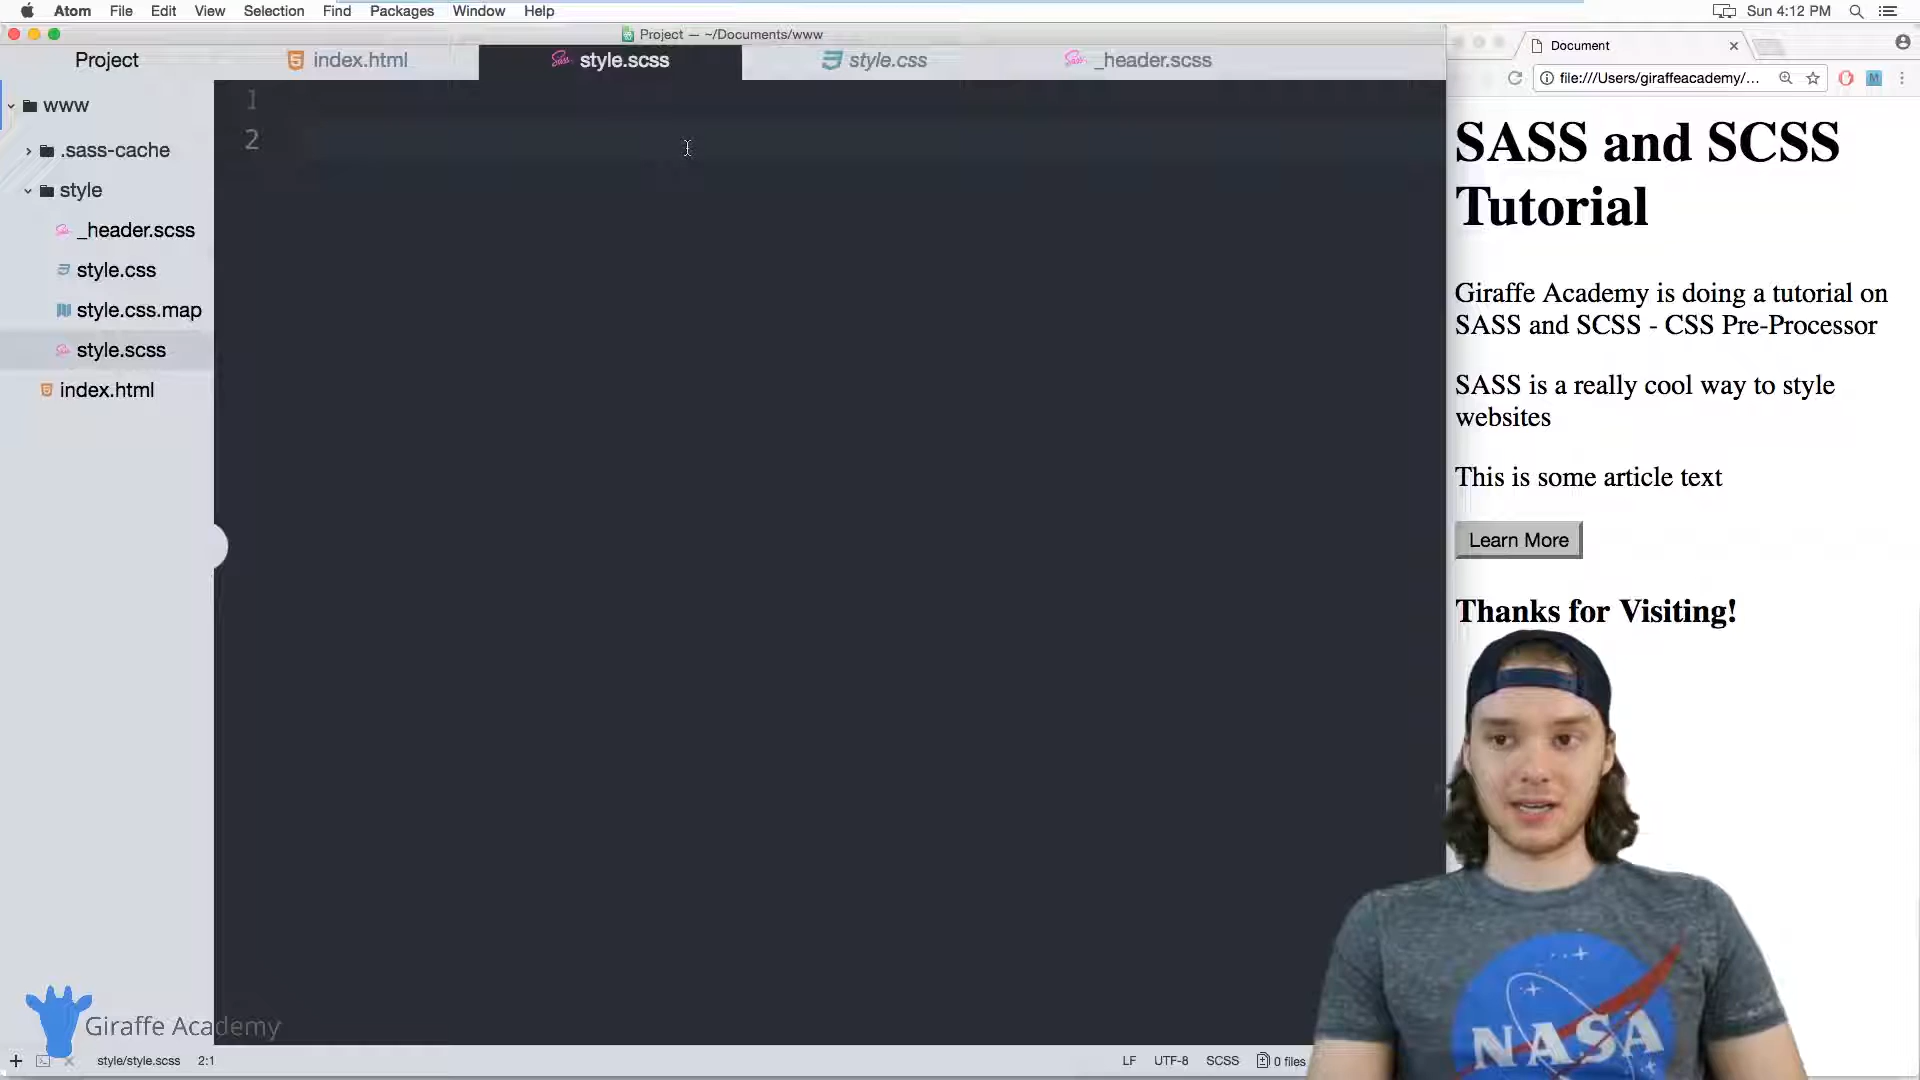 Atom File Edit View Selection Find Packages Window Help
Sun 4:12 PM
Project — ~/Documents/www
Project
index.html
style.scss
style.css
_header.scss
www
.sass-cache
style
_header.scss
style.css
style.css.map
style.scss
index.html
1
2
Document
file:///Users/giraffeacademy/...
M
SASS and SCSS
Tutorial
Giraffe Academy is doing a tutorial on
SASS and SCSS - CSS Pre-Processor
SASS is a really cool way to style
websites
This is some article text
Learn More
Thanks for Visiting!
NASA
Giraffe Academy
style/style.scss 2:1
LF UTF-8 SCSS 0 files